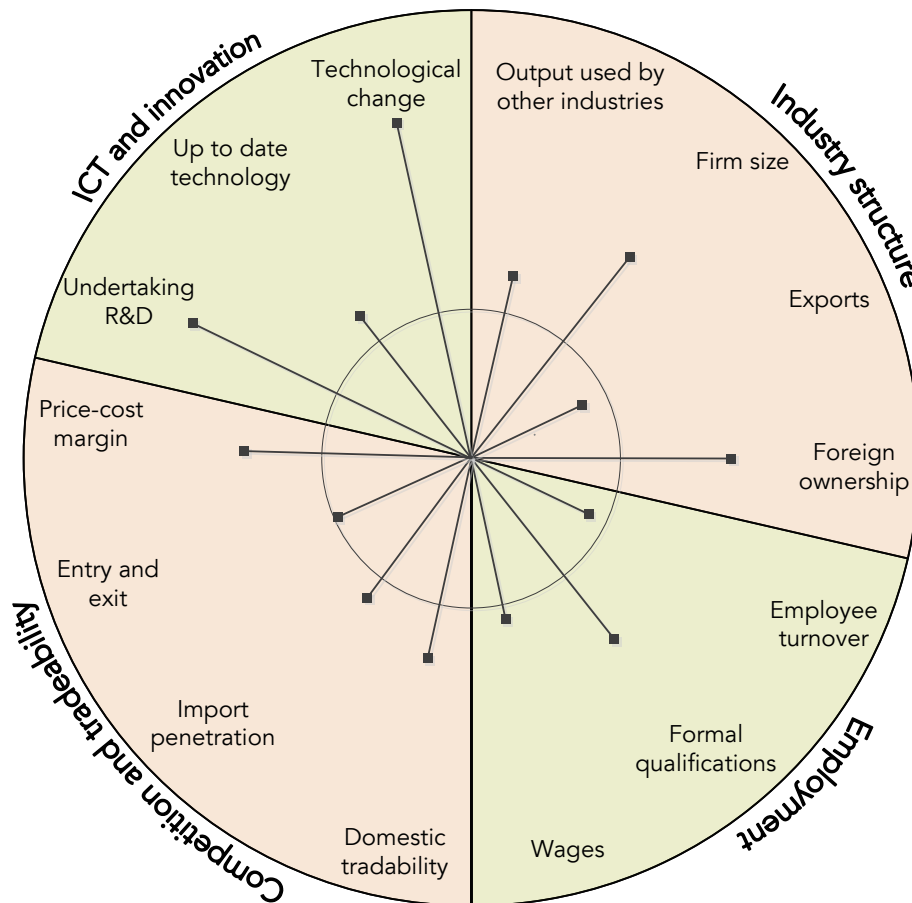 ICT and innovation
Technological
change
Up to date
technology
Undertaking
R&D
Industry structure
Output used by
other industries
Firm size
Exports
Foreign
ownership
Employment
Employee
turnover
Formal
qualifications
Wages
Competition and tradeability
Price-cost
margin
Entry and
exit
Import
penetration
Domestic
tradability